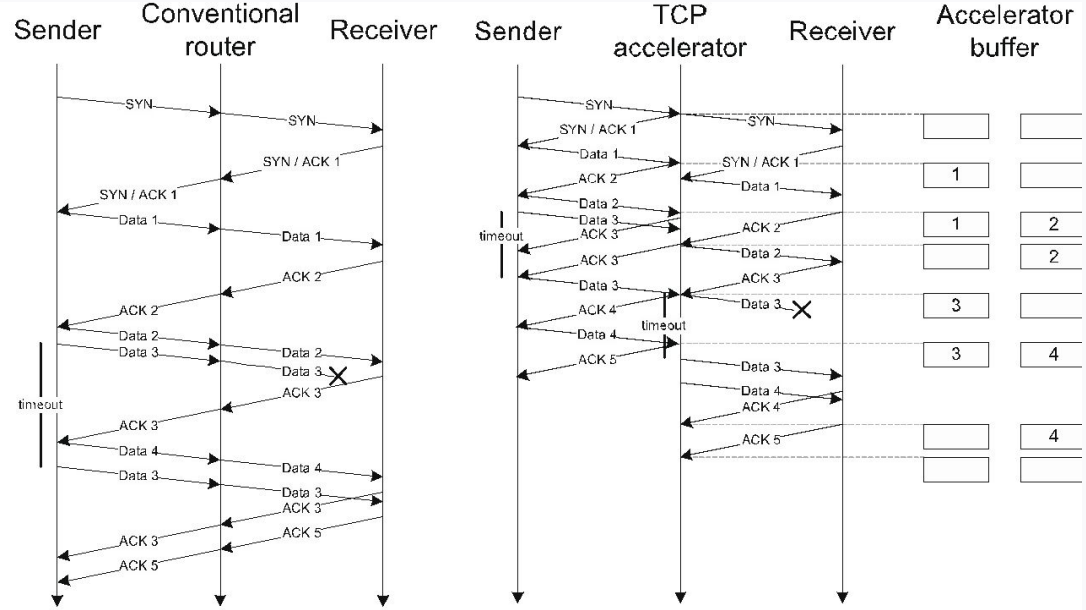 Sender
Conventional
router
Receiver
SYN
SYN
SYN / ACK 1
SYN / ACK 1
Data 1
Data 1
ACK 2
ACK 2
Data 2
Data 2
Data 3
Data 3
ACK 3
timeout
ACK 3
Data 4
Data 4
Data 3
Data 3
ACK 3
ACK 3
ACK 5
ACK 5
Sender
TCP
accelerator
Receiver
Accelerator
buffer
SYN
SYN
SYN / ACK 1
Data 1
SYN / ACK 1
ACK 2
Data 1
Data 2
Data 3
ACK 3
ACK 2
timeout
ACK 3
Data 2
ACK 3
Data 3
Data 3
ACK 4
timeout
Data 4
ACK 5
Data 3
Data 4
ACK 4
ACK 5
1
1 2
2
3
3 4
4